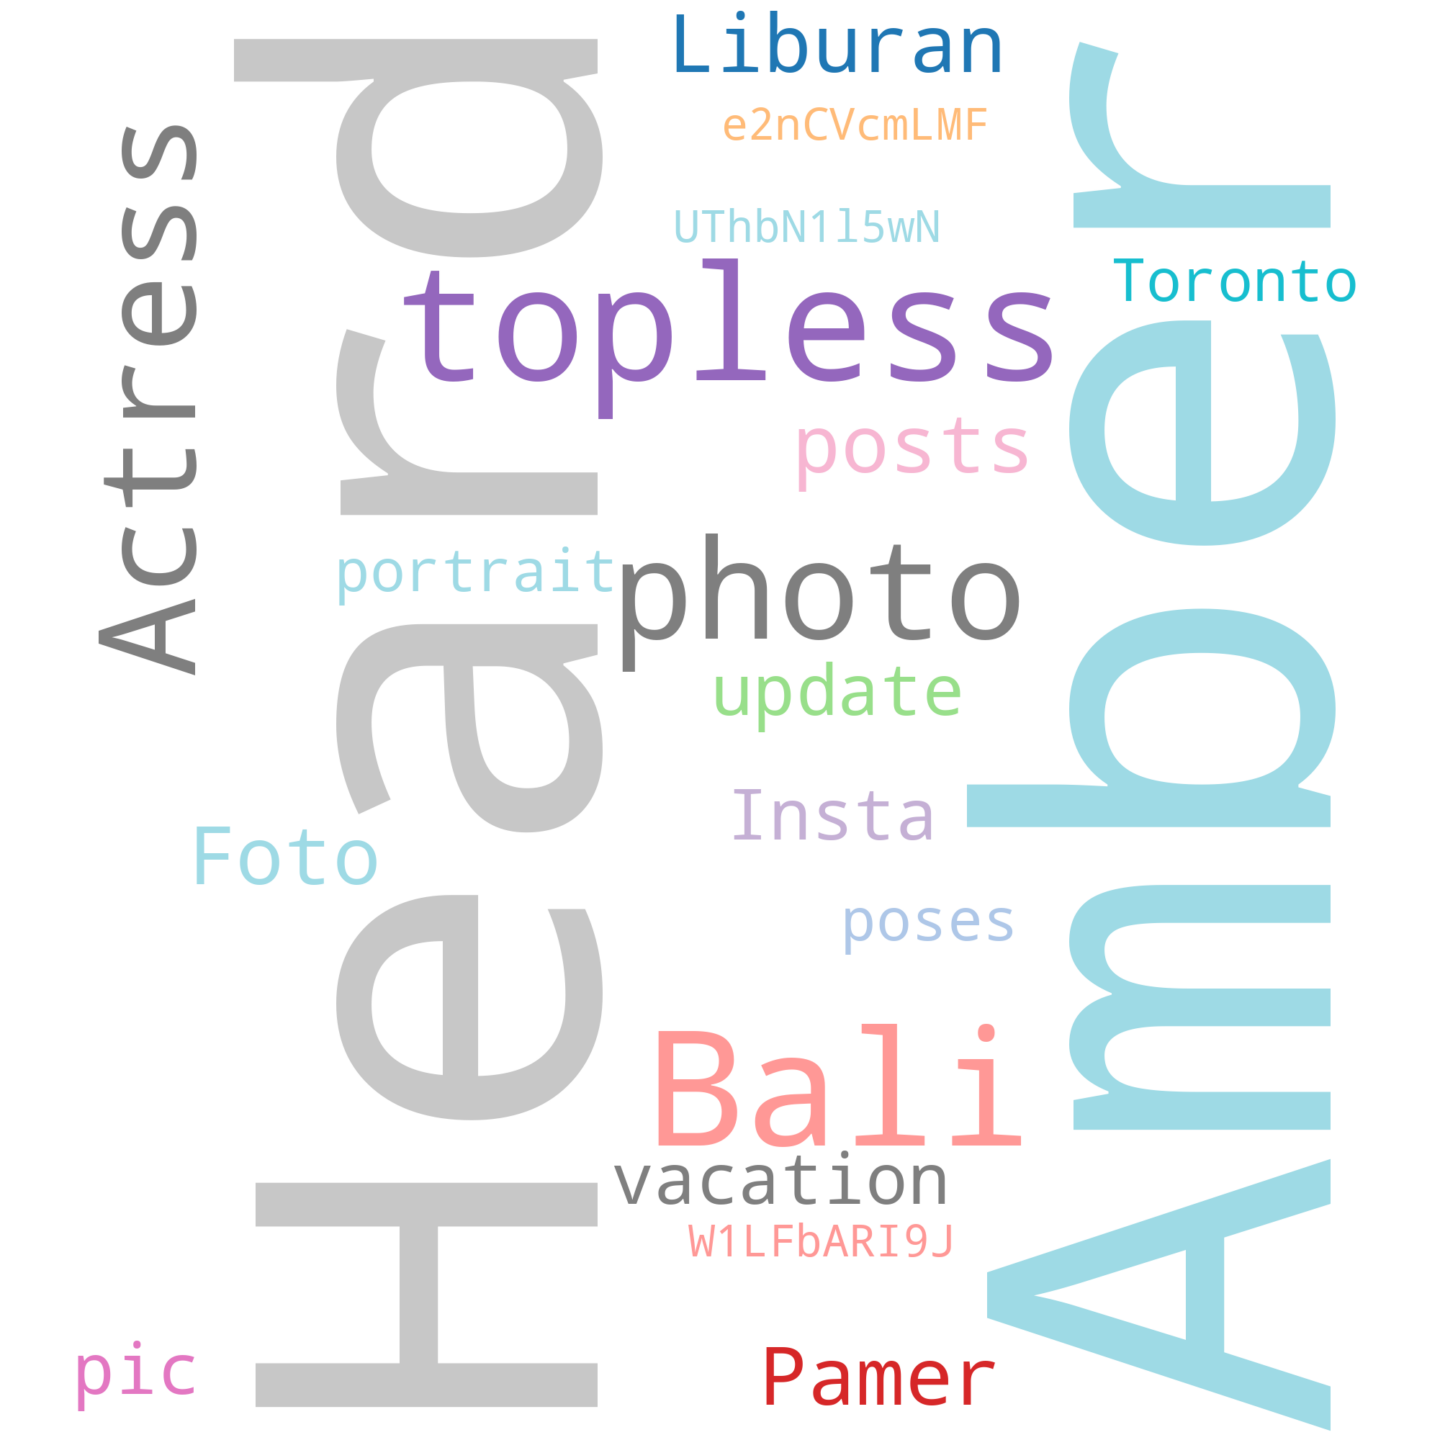 Liburan
e2nCVcmLMF
UThbN1l5wN
topless
Toronto
posts
Actress
Heard
Amber
portrait
photo
update
Insta
Foto
poses
Bali
vacation
W1LFbARI9J
pic
Pamer